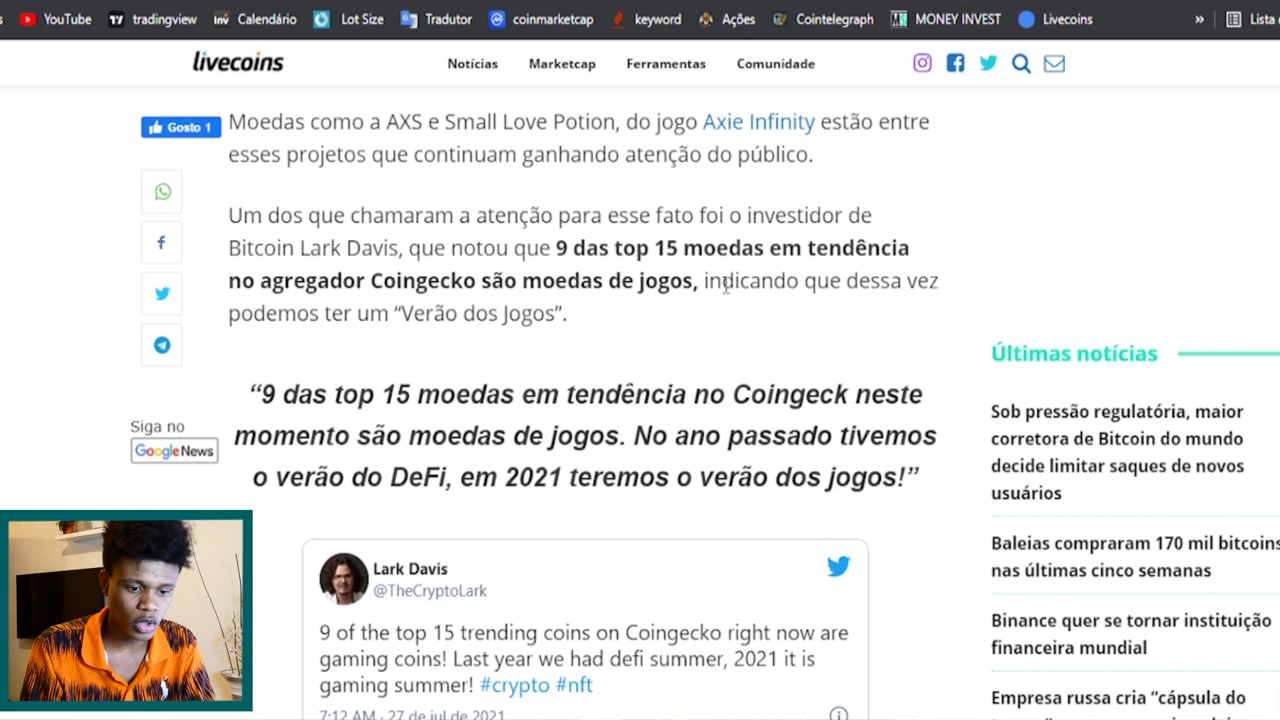 YouTube tradingview Calendário Lot Size Tradutor coinmarketcap keyword Ações Cointelegraph MONEY INVEST Livecoins » Lista
livecoins Notícias Marketcap Ferramentas Comunidade
Gosto 1
Moedas como a AXS e Small Love Potion, do jogo Axie Infinity estão entre
esses projetos que continuam ganhando atenção do público.
Um dos que chamaram a atenção para esse fato foi o investidor de
Bitcoin Lark Davis, que notou que 9 das top 15 moedas em tendência
no agregador Coingecko são moedas de jogos, indicando que dessa vez
podemos ter um “Verão dos Jogos”.
“9 das top 15 moedas em tendência no Coingeck neste
momento são moedas de jogos. No ano passado tivemos
o verão do DeFi, em 2021 teremos o verão dos jogos!”
Siga no
Google News
Lark Davis
@TheCryptoLark
9 of the top 15 trending coins on Coingecko right now are
gaming coins! Last year we had defi summer, 2021 it is
gaming summer! #crypto #nft
7:12 AM · 27 de jul de 2021
Últimas notícias
Sob pressão regulatória, maior
corretora de Bitcoin do mundo
decide limitar saques de novos
usuários
Baleias compraram 170 mil bitcoins
nas últimas cinco semanas
Binance quer se tornar instituição
financeira mundial
Empresa russa cria “cápsula do